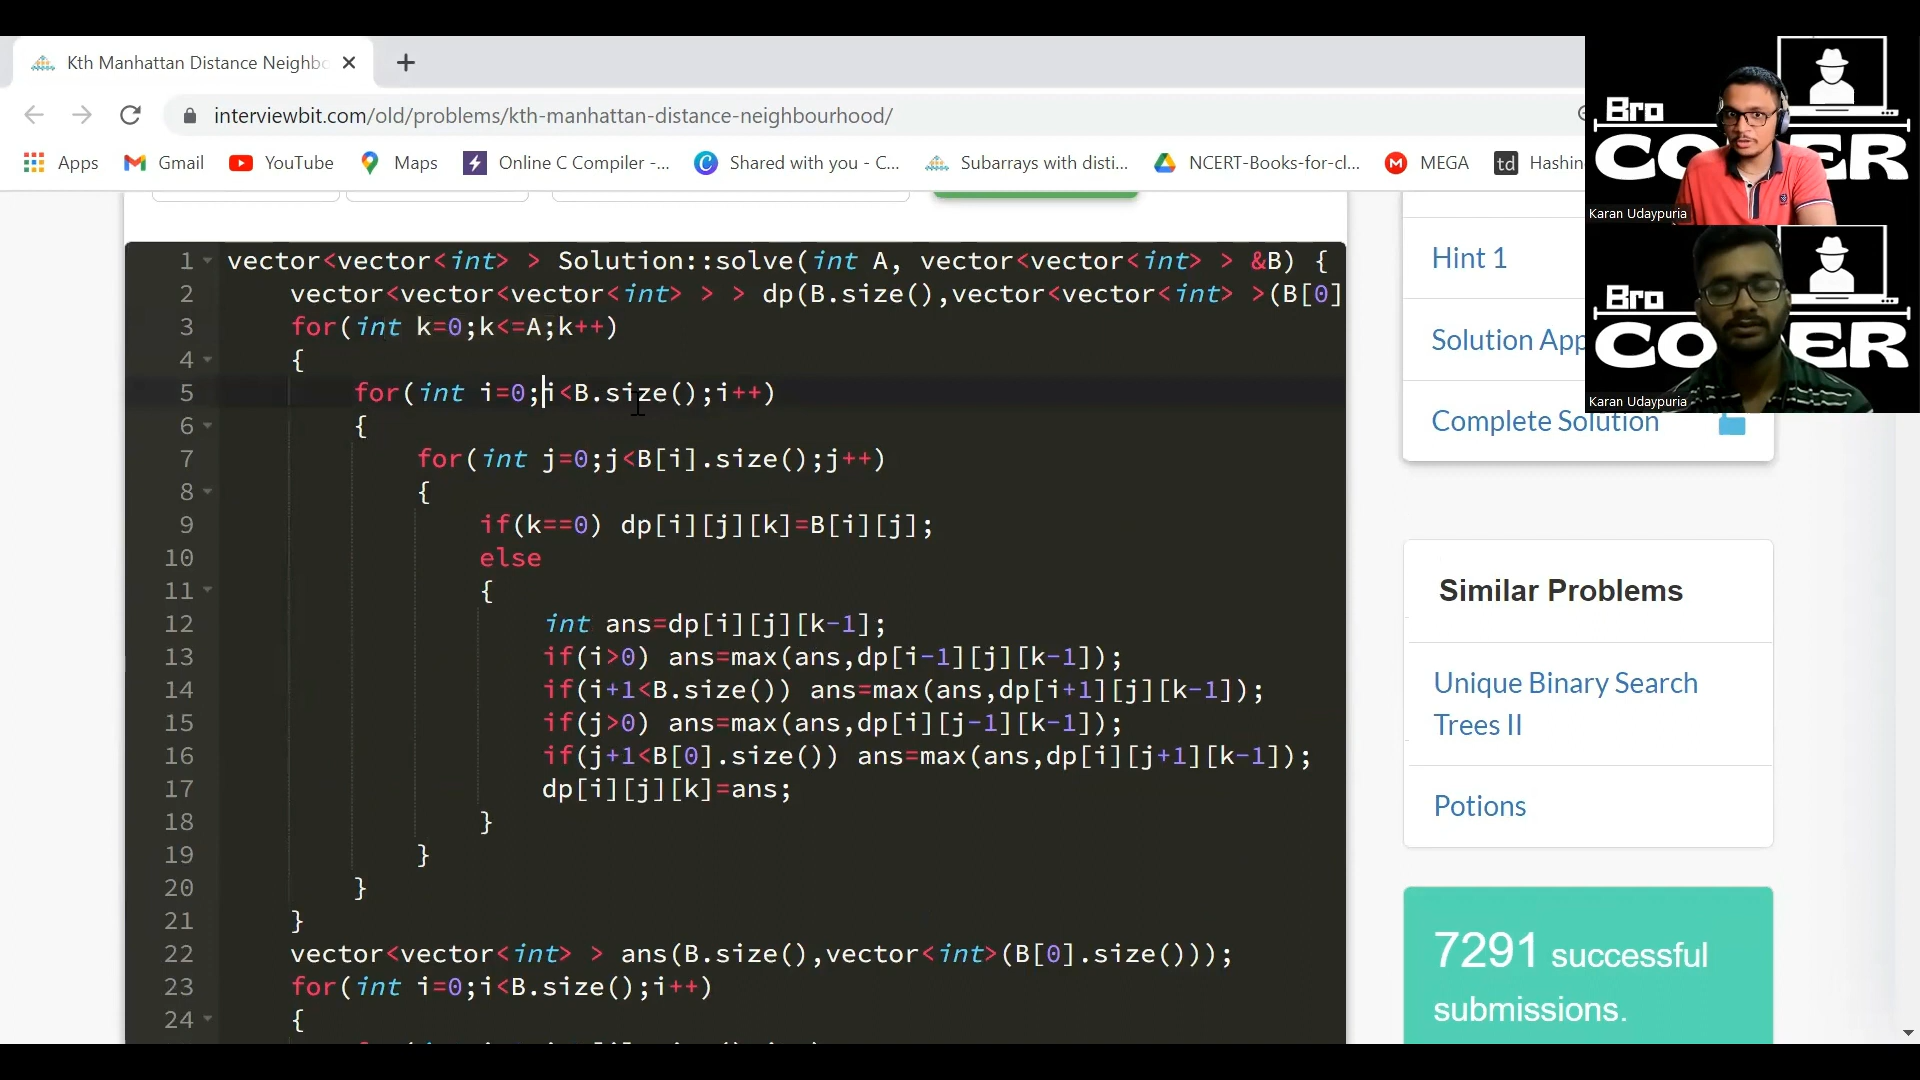 Kth Manhattan Distance Neighb
interviewbit.com/old/problems/kth-manhattan-distance-neighbourhood/
Apps Gmail YouTube Maps Online C Compiler -... Shared with you - C... Subarrays with disti... NCERT-Books-for-cl... MEGA td Hashin
1 vector<vector<int> > Solution::solve(int A, vector<vector<int> > &B) {
2 vector<vector<vector<int> > > dp(B.size(),vector<vector<int> >(B[0]
3 for(int k=0;k<=A;k++)
4 {
5 for(int i=0;i<B.size();i++)
6 {
7 for(int j=0;j<B[i].size();j++)
8 {
9 if(k==0) dp[i][j][k]=B[i][j];
10 else
11 {
12 int ans=dp[i][j][k-1];
13 if(i>0) ans=max(ans,dp[i-1][j][k-1]);
14 if(i+1<B.size()) ans=max(ans,dp[i+1][j][k-1]);
15 if(j>0) ans=max(ans,dp[i][j-1][k-1]);
16 if(j+1<B[0].size()) ans=max(ans,dp[i][j+1][k-1]);
17 dp[i][j][k]=ans;
18 }
19 }
20 }
21 }
22 vector<vector<int> > ans(B.size(),vector<int>(B[0].size()));
23 for(int i=0;i<B.size();i++)
24 {
Hint 1
Solution App
Complete Solution
Similar Problems
Unique Binary Search
Trees II
Potions
7291 successful
submissions.
Bro
CODER
Karan Udaypuria
Bro
CODER
Karan Udaypuria